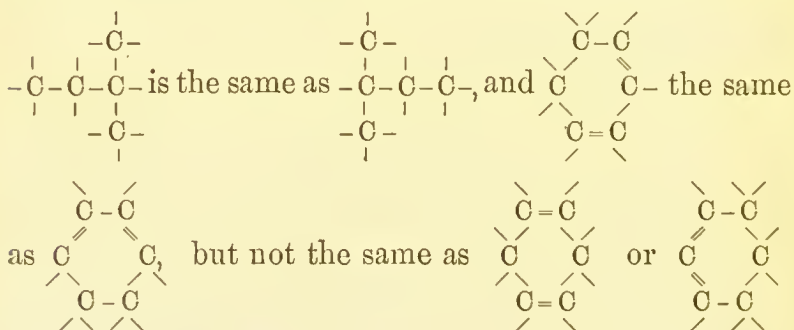 -C-
-C-C-C- is the same as -C-C-C-, and C C- the same
-C-
as C C, but not the same as C C or C C